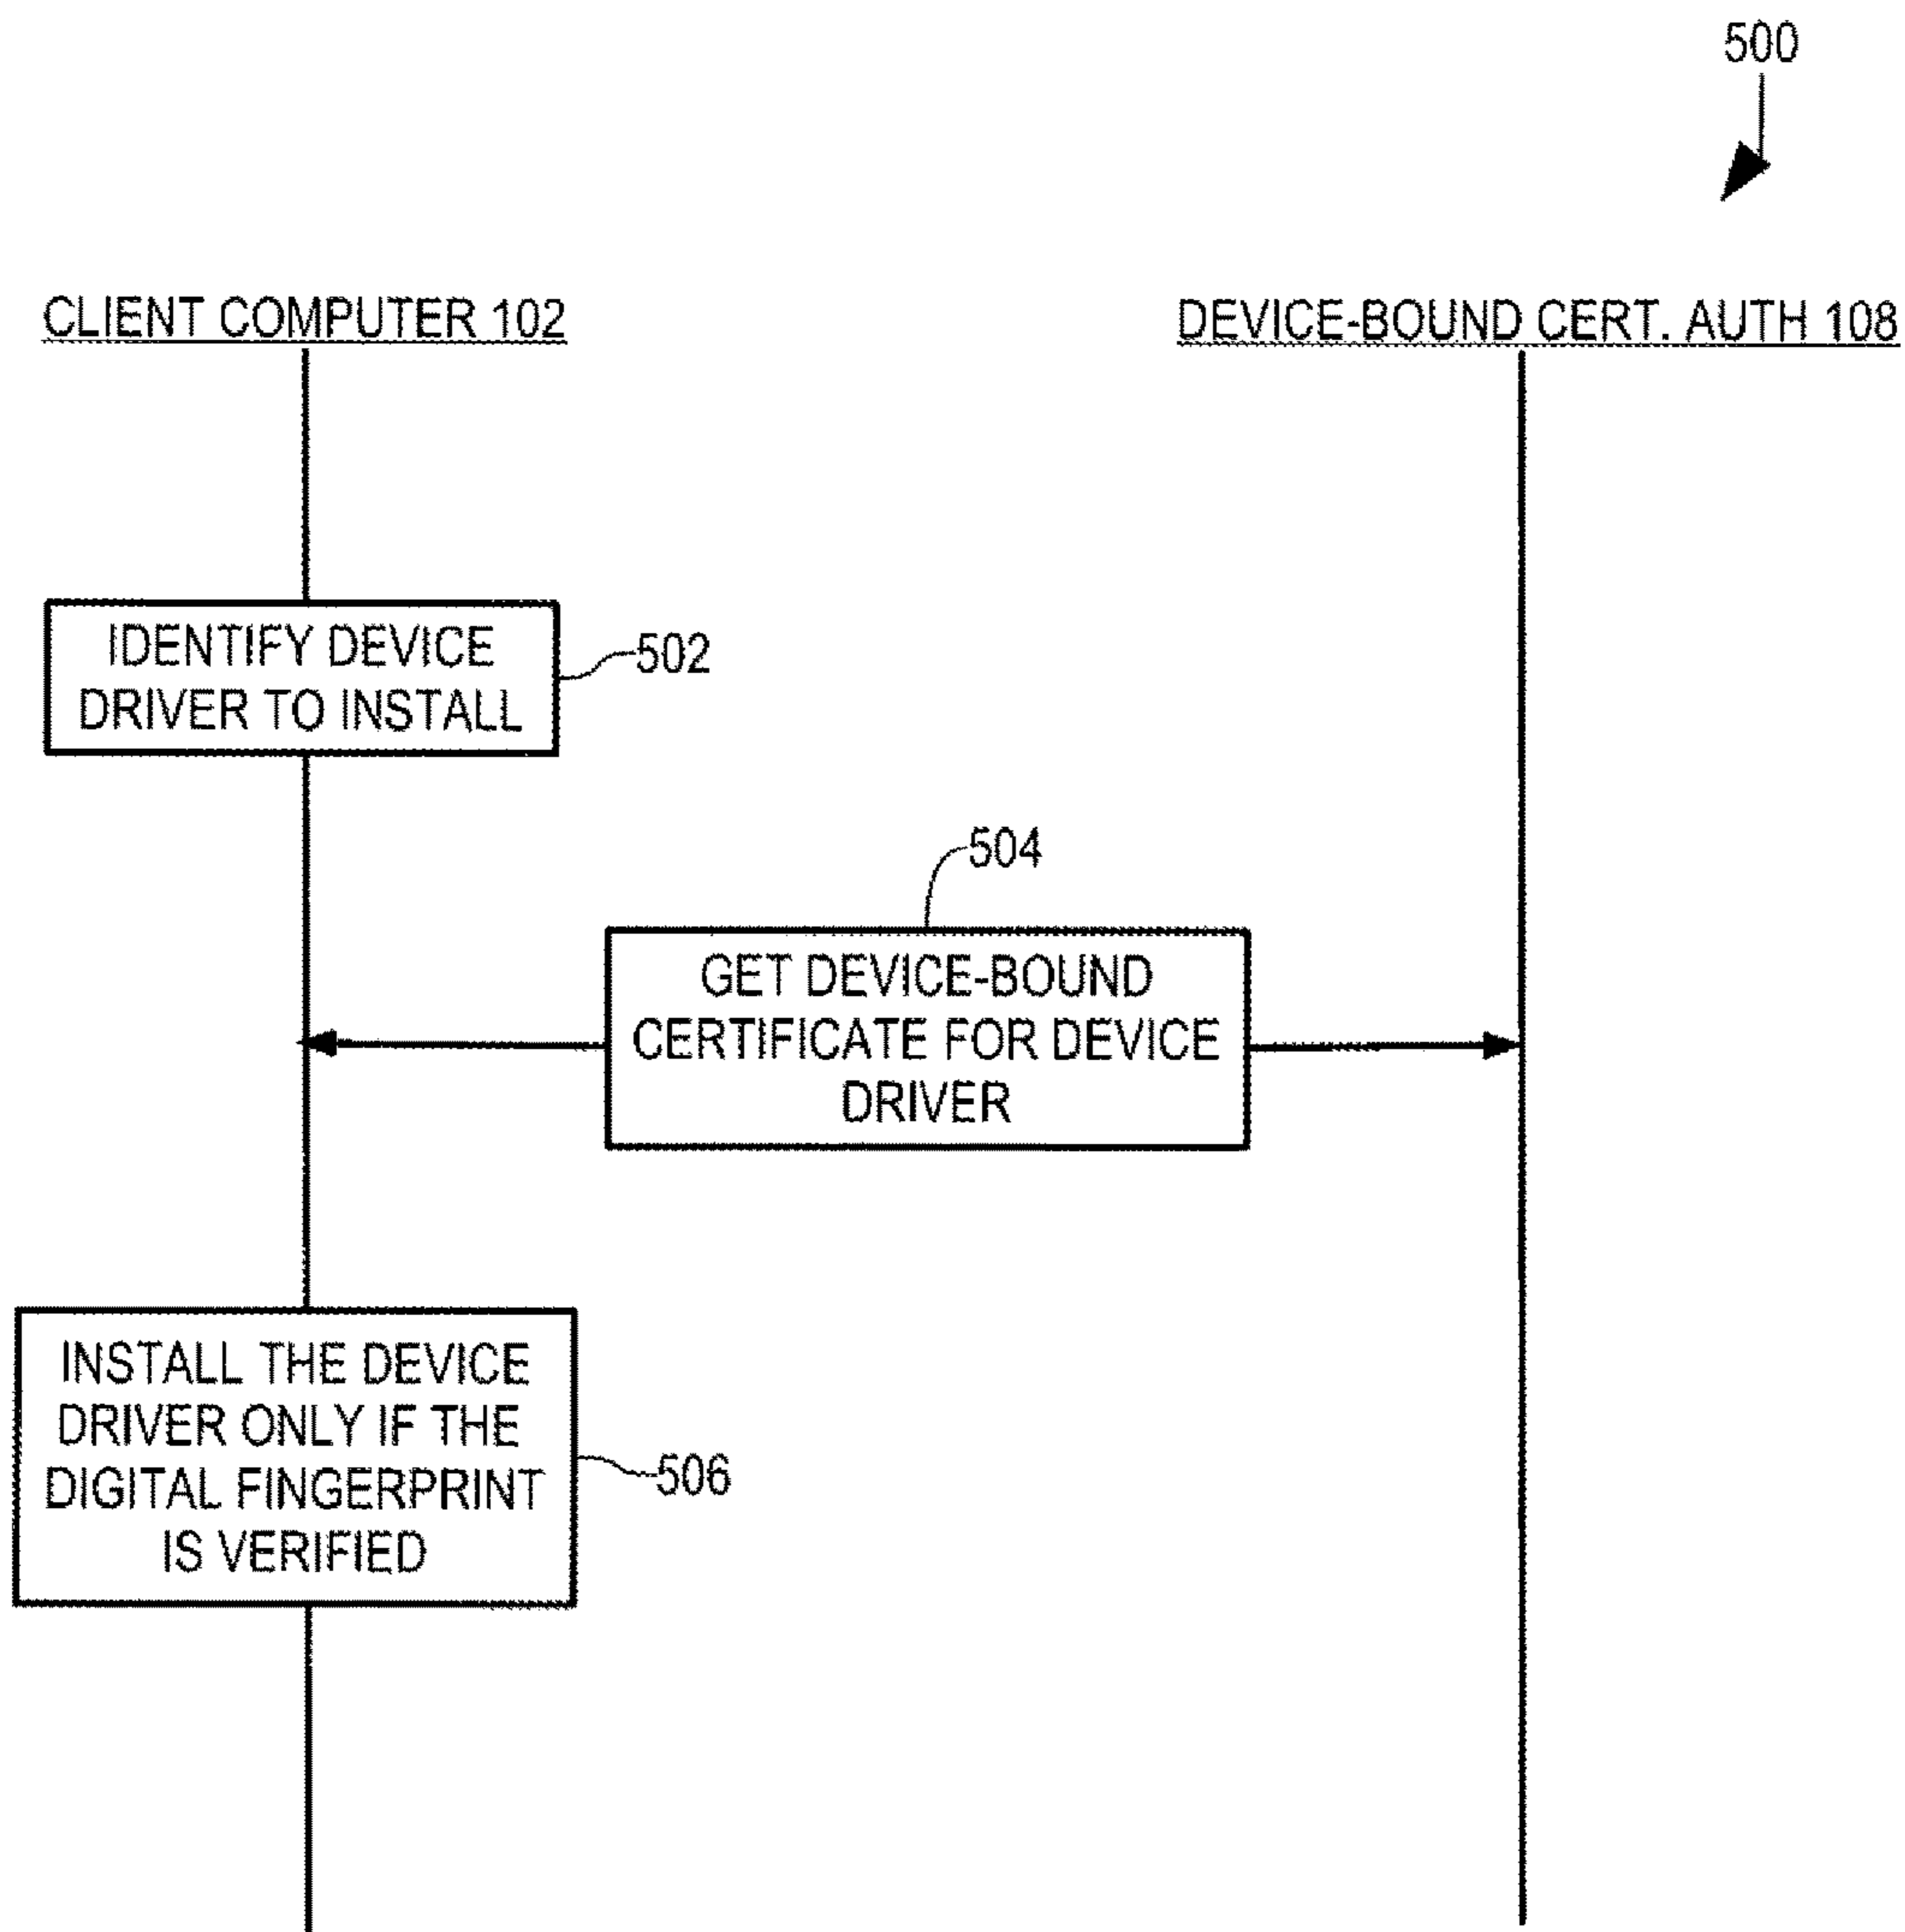 500
CLIENT COMPUTER 102
DEVICE-BOUND CERT. AUTH 108
IDENTIFY DEVICE
DRIVER TO INSTALL
502
504
GET DEVICE-BOUND
CERTIFICATE FOR DEVICE
DRIVER
INSTALL THE DEVICE
DRIVER ONLY IF THE
DIGITAL FINGERPRINT
IS VERIFIED
506